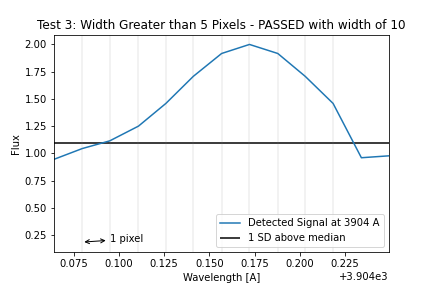 Test 3: Width Greater than 5 Pixels - PASSED with width of 10
2.00
1.75
1.50
1.25
1.00
0.75
0.50
0.25
Flux
1 pixel
Detected Signal at 3904 A
1 SD above median
0.075 0.100 0.125 0.150 0.175 0.200 0.225
Wavelength [A]
+3.904e3